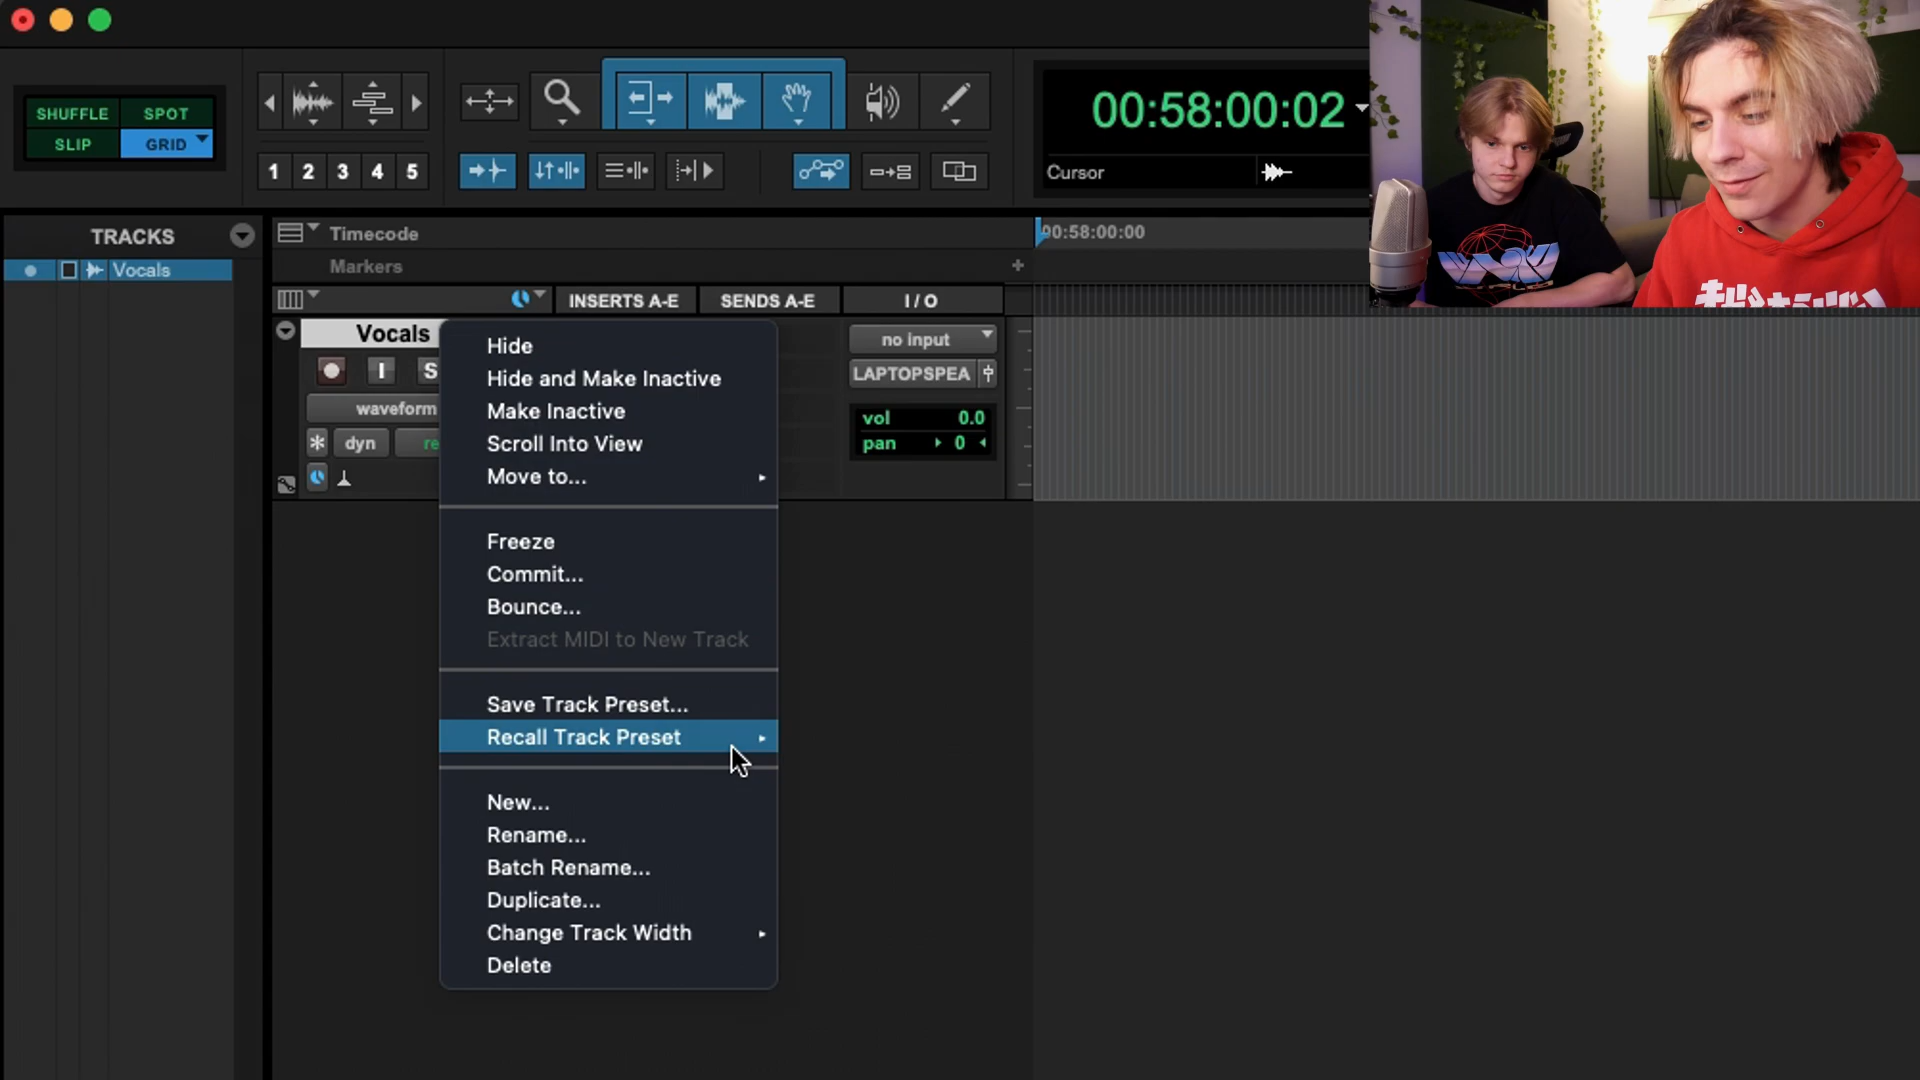 SHUFFLE
SPOT
SLIP
GRID
1 2 3 4 5
00:58:00:02
Cursor
TRACKS
Vocals
Timecode
00:58:00:00
Markers
INSERTS A-E
SENDS A-E
I / O
Vocals
I
S
waveform
dyn
re
no input
LAPTOPSPEA
vol 0.0
pan 0
Hide
Hide and Make Inactive
Make Inactive
Scroll Into View
Move to...
Freeze
Commit...
Bounce...
Extract MIDI to New Track
Save Track Preset...
Recall Track Preset
New...
Rename...
Batch Rename...
Duplicate...
Change Track Width
Delete